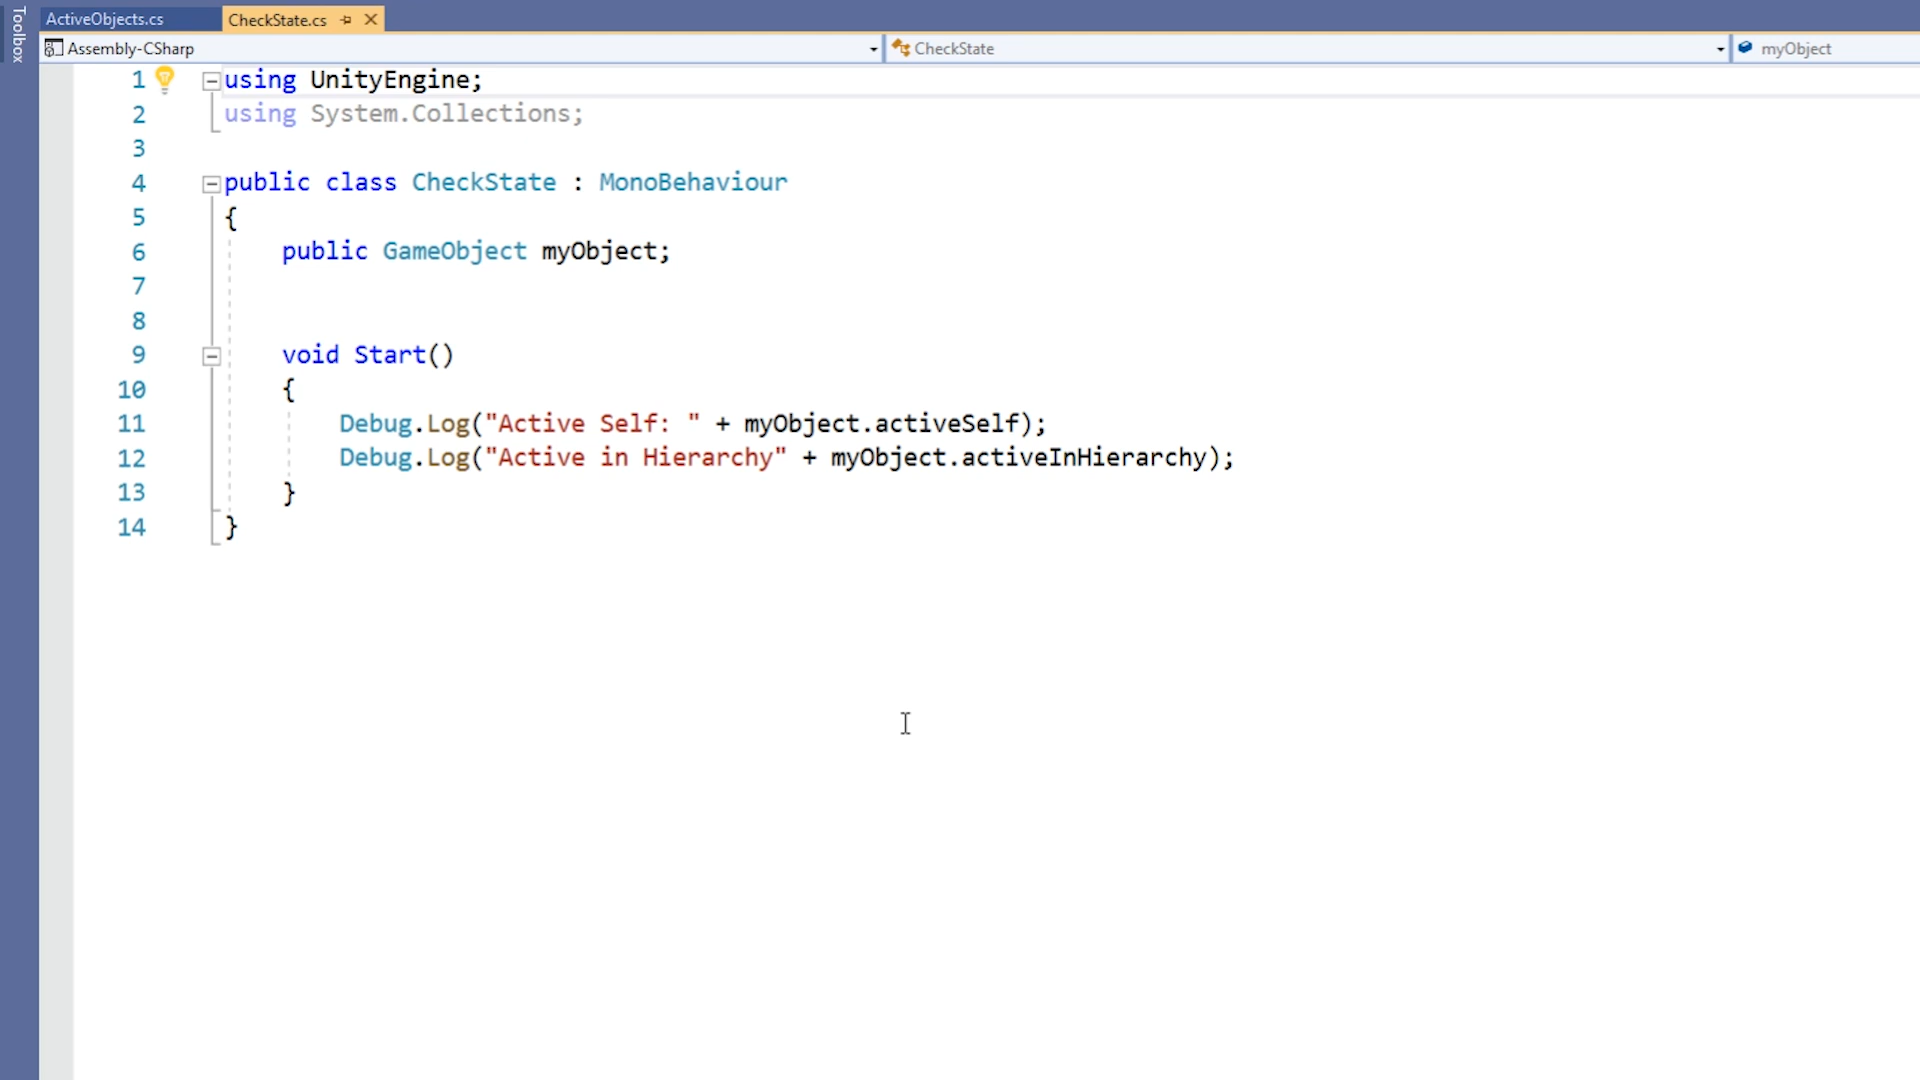 Toolbox
ActiveObjects.cs
CheckState.cs
Assembly-CSharp
CheckState
myObject
1 using UnityEngine;
2 using System.Collections;
3
4 public class CheckState : MonoBehaviour
5 {
6 public GameObject myObject;
7
8
9 void Start()
10 {
11 Debug.Log("Active Self: " + myObject.activeSelf);
12 Debug.Log("Active in Hierarchy" + myObject.activeInHierarchy);
13 }
14 }